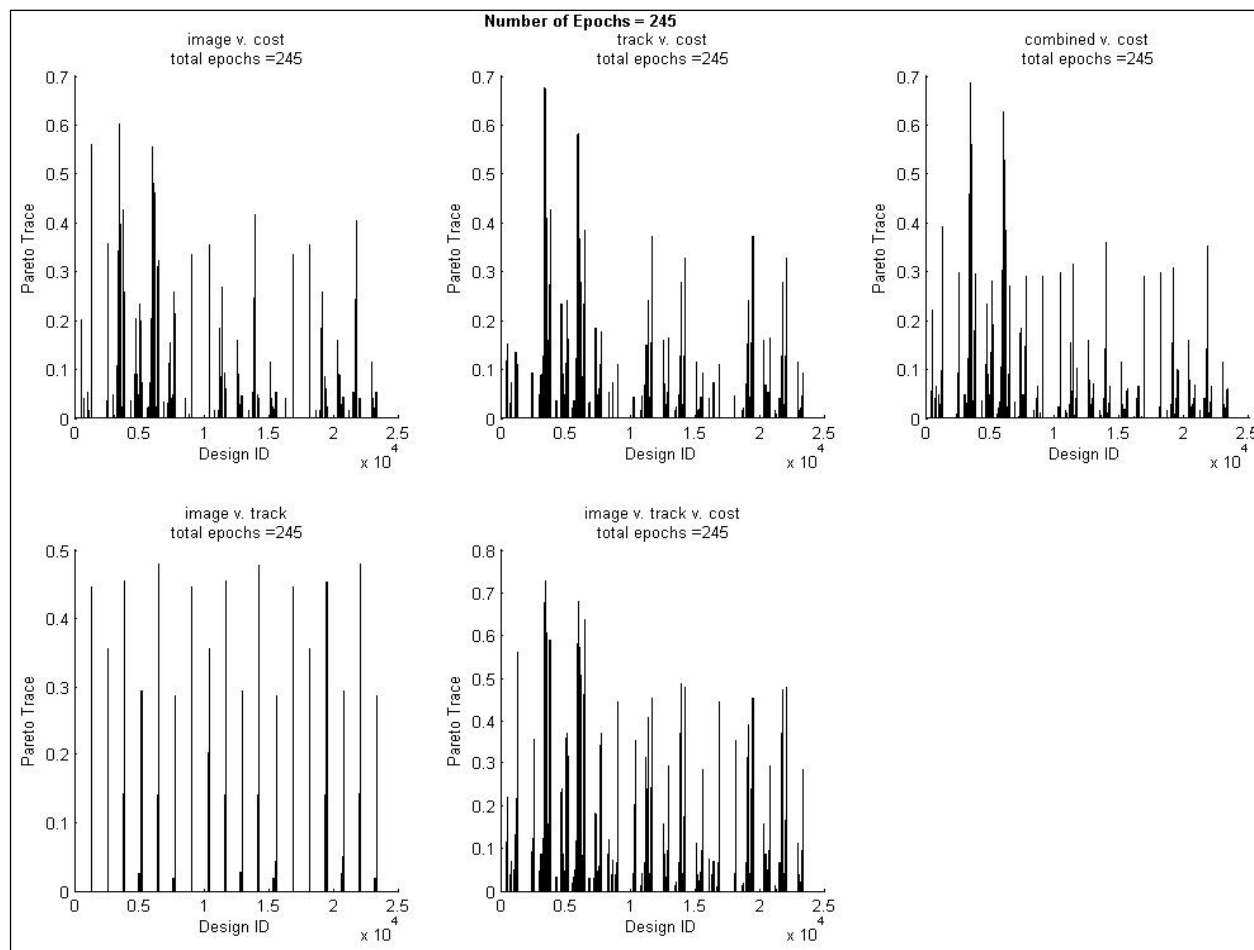 Number of Epochs = 245
image v. cost
total epochs =245
0.7
0.6
0.5
0.4
0.3
0.2
0.1
0
Pareto Trace
0 0.5 1 1.5 2 2.5
Design ID
x 10 4
track v. cost
total epochs =245
0.7
0.6
0.5
0.4
0.3
0.2
0.1
0
Pareto Trace
0 0.5 1 1.5 2 2.5
Design ID
x 10 4
combined v. cost
total epochs =245
0.7
0.6
0.5
0.4
0.3
0.2
0.1
0
Pareto Trace
0 0.5 1 1.5 2 2.5
Design ID
x 10 4
image v. track
total epochs =245
0.5
0.4
0.3
0.2
0.1
0
Pareto Trace
0 0.5 1 1.5 2 2.5
Design ID
x 10 4
image v. track v. cost
total epochs =245
0.8
0.7
0.6
0.5
0.4
0.3
0.2
0.1
0
Pareto Trace
0 0.5 1 1.5 2 2.5
Design ID
x 10 4